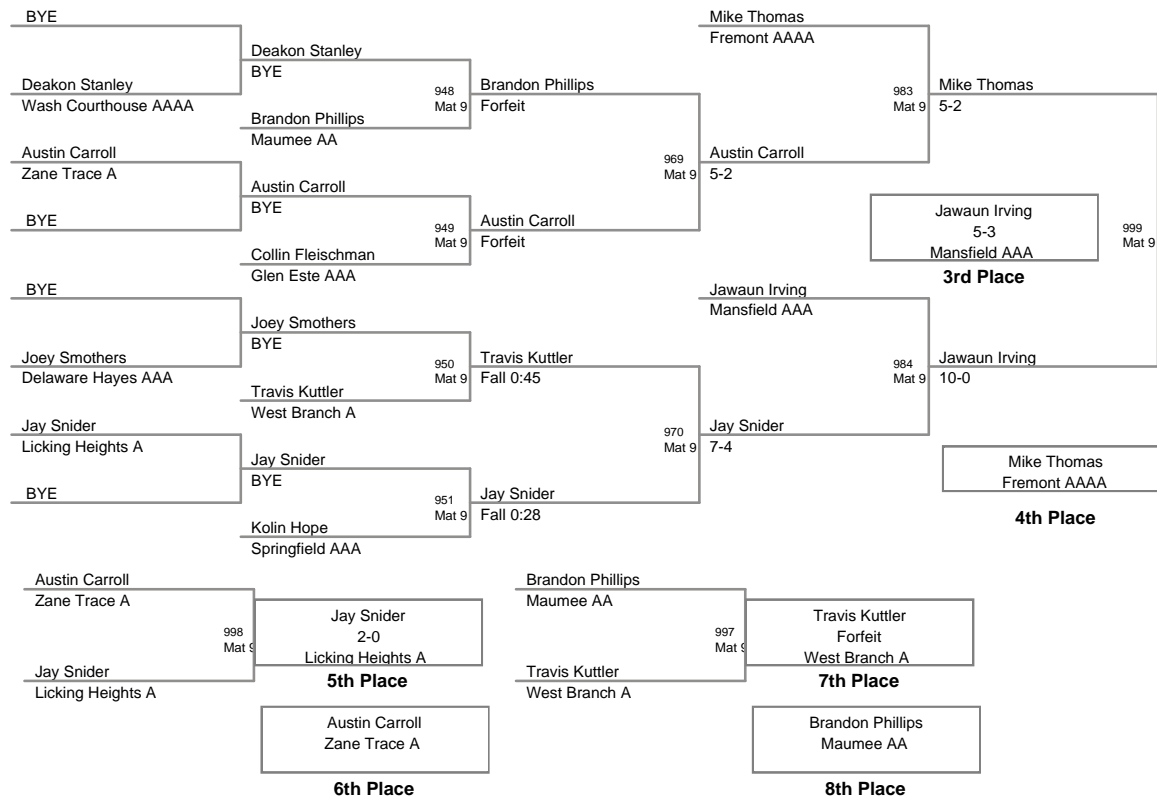 BYE
Deakon Stanley
Wash Courthouse AAAA
Austin Carroll
Zane Trace A
BYE
BYE
Joey Smothers
Delaware Hayes AAA
Jay Snider
Licking Heights A
BYE
Deakon Stanley
BYE
Brandon Phillips
Maumee AA
Austin Carroll
BYE
Collin Fleischman
Glen Este AAA
Joey Smothers
BYE
Travis Kuttler
West Branch A
Jay Snider
BYE
Kolin Hope
Springfield AAA
948
Mat 9
949
Mat 9
950
Mat 9
951
Mat 9
Brandon Phillips
Forfeit
Austin Carroll
Forfeit
Travis Kuttler
Fall 0:45
Jay Snider
Fall 0:28
969
Mat 9
970
Mat 9
Mike Thomas
Fremont AAAA
Austin Carroll
5-2
Jawaun Irving
Mansfield AAA
Jay Snider
7-4
983
Mat 9
984
Mat 9
Mike Thomas
5-2
Jawaun Irving
10-0
999
Mat 9
Jawaun Irving
5-3
Mansfield AAA
3rd Place
Mike Thomas
Fremont AAAA
4th Place
Austin Carroll
Zane Trace A
998
Mat 9
Jay Snider
Licking Heights A
Jay Snider
2-0
Licking Heights A
5th Place
Austin Carroll
Zane Trace A
6th Place
Brandon Phillips
Maumee AA
997
Mat 9
Travis Kuttler
West Branch A
Travis Kuttler
Forfeit
West Branch A
7th Place
Brandon Phillips
Maumee AA
8th Place